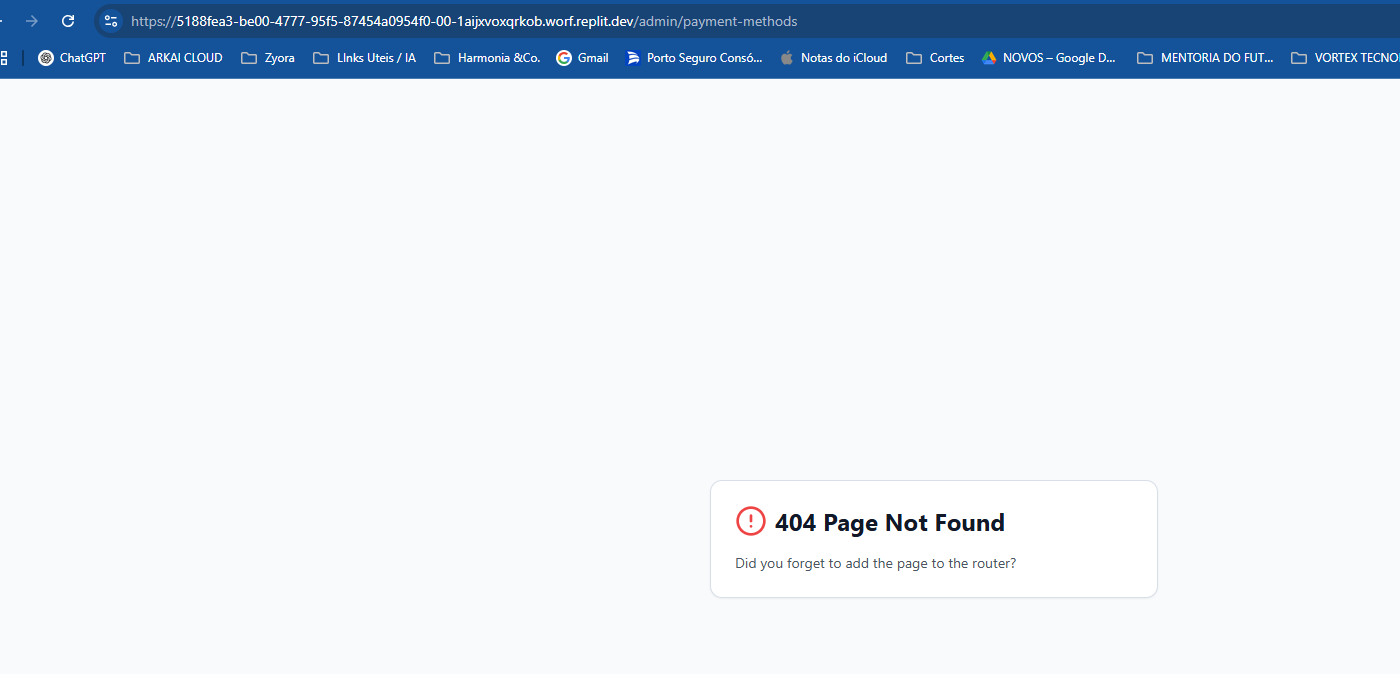 https://5188fea3-be00-4777-95f5-87454a0954f0-00-1aijxvoxqrkob.worf.replit.dev/admin/payment-methods
ChatGPT ARKAI CLOUD Zyora LInks Uteis / IA Harmonia &Co. Gmail Porto Seguro Consó... Notas do iCloud Cortes NOVOS – Google D... MENTORIA DO FUT... VORTEX TECNO
404 Page Not Found
Did you forget to add the page to the router?